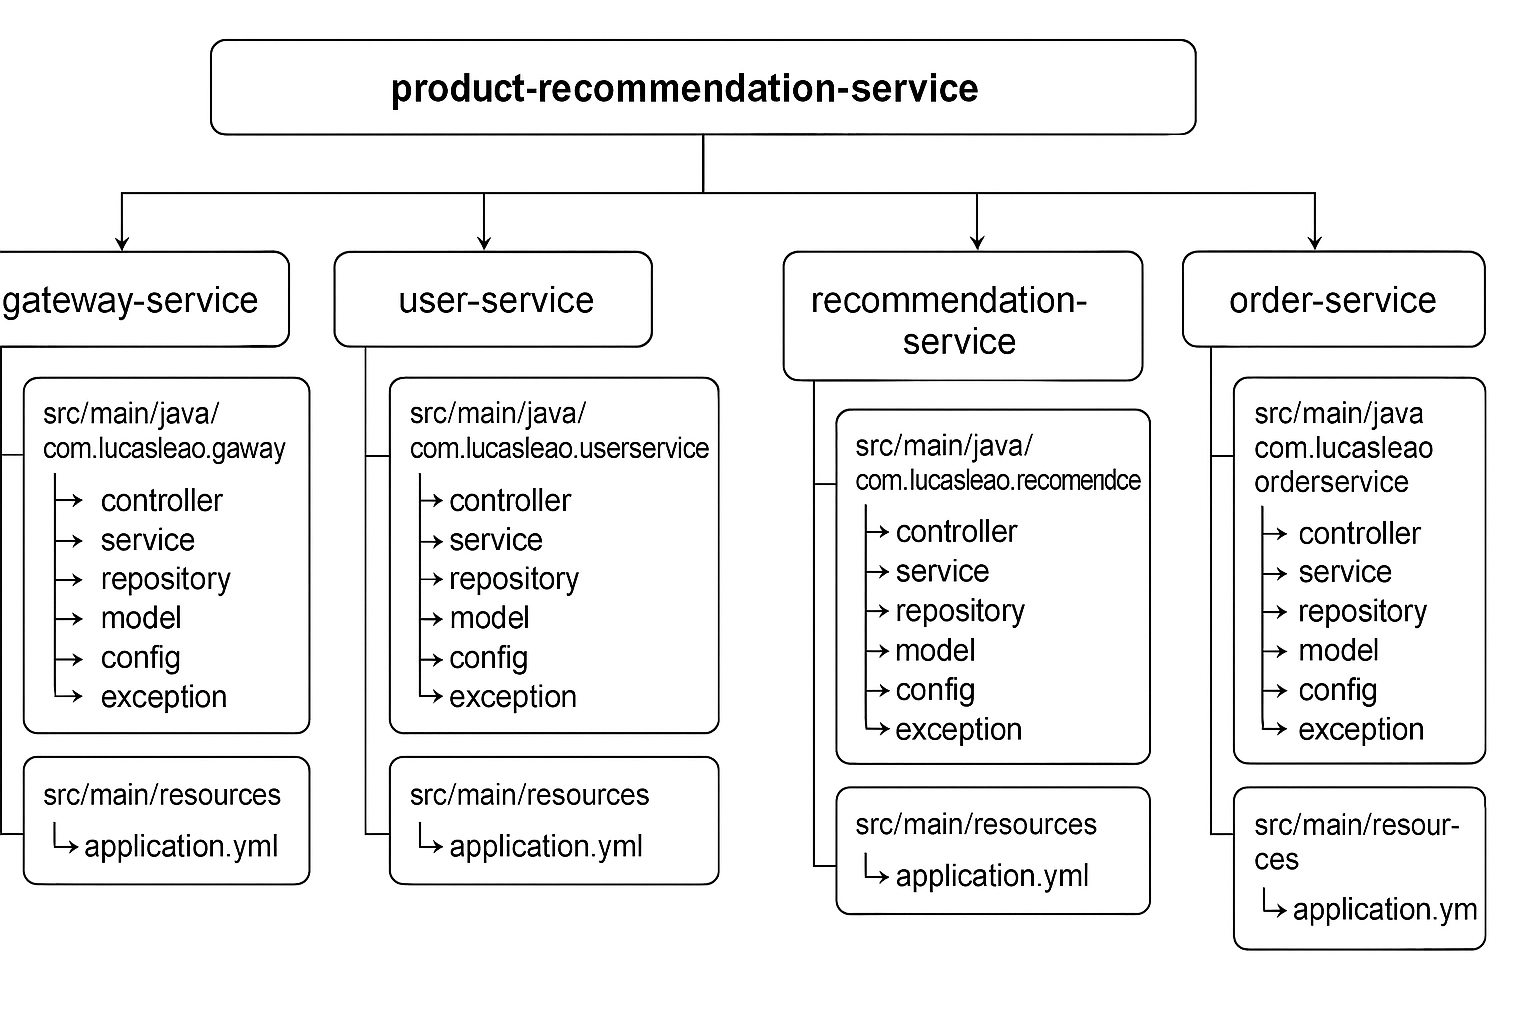 product-recommendation-service
gateway-service
src/main/java/
com.lucasleao.gaway
controller
service
repository
model
config
exception
src/main/resources
application.yml
user-service
src/main/java/
com.lucasleao.userservice
controller
service
repository
model
config
exception
src/main/resources
application.yml
recommendation-
service
src/main/java/
com.lucasleao.recomendce
controller
service
repository
model
config
exception
src/main/resources
application.yml
order-service
src/main/java
com.lucasleao
orderservice
controller
service
repository
model
config
exception
src/main/resour-
ces
application.ym